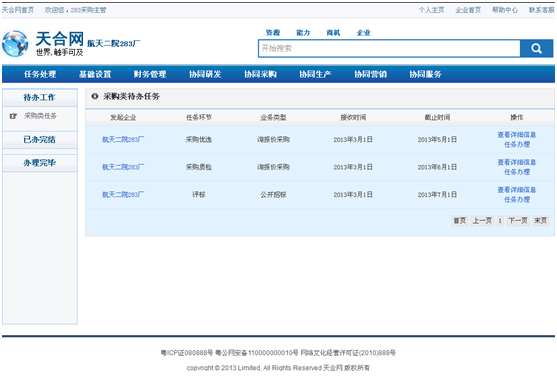 天合网首页 欢迎您，283采购主管 个人主页 企业首页 帮助中心 联系客服
天合网 航天二院283厂
世界, 触手可及
资源 能力 商机 企业
开始搜索
任务处理 基础设置 财务管理 协同研发 协同采购 协同生产 协同营销 协同服务
待办工作
采购类任务
已办完结
办理完毕
采购类待办任务
发起企业 任务环节 业务类型 接收时间 截止时间 操作
航天二院283厂 采购优选 询报价采购 2013年3月1日 2013年5月1日 查看详细信息
任务办理
航天二院283厂 采购质检 询报价采购 2013年3月1日 2013年6月1日 查看详细信息
任务办理
航天二院283厂 评标 公开招标 2013年3月1日 2013年7月1日 查看详细信息
任务办理
首页 上一页 1 下一页 末页
粤ICP证080888号 粤公网安备110000000010号 网络文化经营许可证(2010)888号
copyright © 2013 Limited, All Rights Reserved 天合网 版权所有